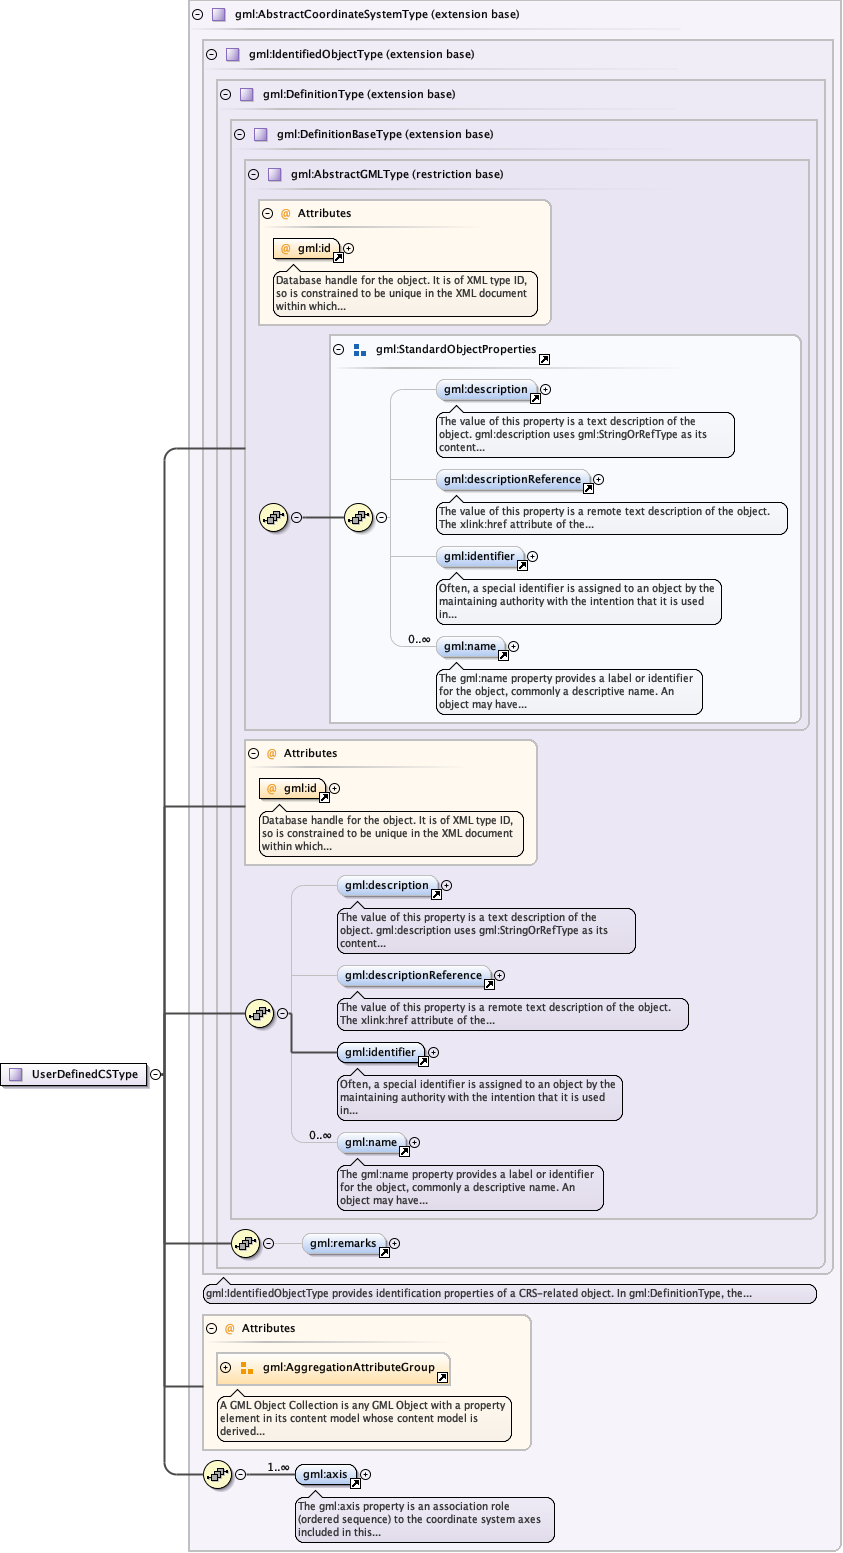 gml:AbstractCoordinateSystemType (extension base)
gml:IdentifiedObjectType (extension base)
gml:DefinitionType (extension base)
gml:DefinitionBaseType (extension base)
gml:AbstractGMLType (restriction base)
@ Attributes
@ gml:id
Database handle for the object. It is of XML type ID,
so is constrained to be unique in the XML document
within which...
gml:StandardObjectProperties
gml:description
The value of this property is a text description of the
object. gml:description uses gml:StringOrRefType as its
content...
gml:descriptionReference
The value of this property is a remote text description of the object.
The xlink:href attribute of the...
gml:identifier
Often, a special identifier is assigned to an object by the
maintaining authority with the intention that it is used
in...
0..∞
gml:name
The gml:name property provides a label or identifier
for the object, commonly a descriptive name. An
object may have...
@ Attributes
@ gml:id
Database handle for the object. It is of XML type ID,
so is constrained to be unique in the XML document
within which...
gml:description
The value of this property is a text description of the
object. gml:description uses gml:StringOrRefType as its
content...
gml:descriptionReference
The value of this property is a remote text description of the object.
The xlink:href attribute of the...
gml:identifier
UserDefinedCSType
Often, a special identifier is assigned to an object by the
maintaining authority with the intention that it is used
in...
0..∞
gml:name
The gml:name property provides a label or identifier
for the object, commonly a descriptive name. An
object may have...
gml:remarks
gml:IdentifiedObjectType provides identification properties of a CRS-related object. In gml:DefinitionType, the...
@ Attributes
gml:AggregationAttributeGroup
A GML Object Collection is any GML Object with a property
element in its content model whose content model is
derived...
1..∞
gml:axis
The gml:axis property is an association role
(ordered sequence) to the coordinate system axes
included in this...